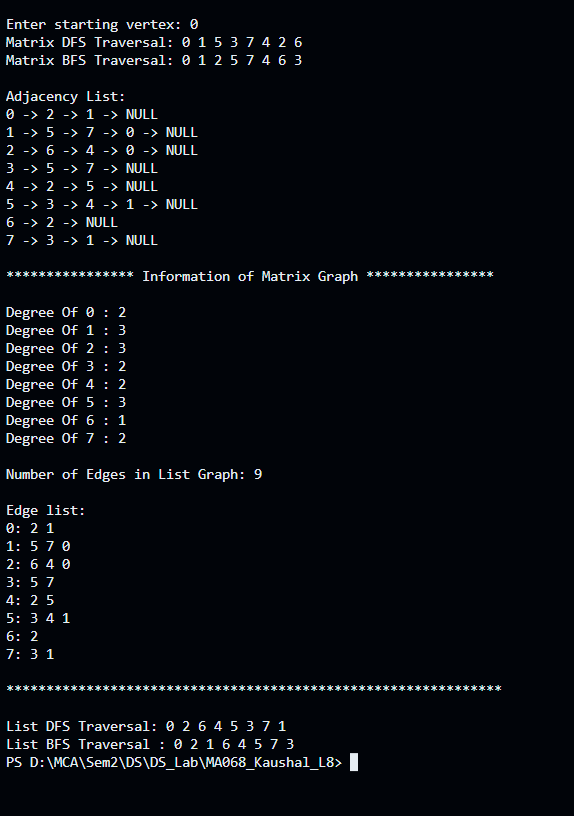 Enter starting vertex: 0
Matrix DFS Traversal: 0 1 5 3 7 4 2 6
Matrix BFS Traversal: 0 1 2 5 7 4 6 3
Adjacency List:
0 -> 2 -> 1 -> NULL
1 -> 5 -> 7 -> 0 -> NULL
2 -> 6 -> 4 -> 0 -> NULL
3 -> 5 -> 7 -> NULL
4 -> 2 -> 5 -> NULL
5 -> 3 -> 4 -> 1 -> NULL
6 -> 2 -> NULL
7 -> 3 -> 1 -> NULL
**************** Information of Matrix Graph ****************
Degree Of 0 : 2
Degree Of 1 : 3
Degree Of 2 : 3
Degree Of 3 : 2
Degree Of 4 : 2
Degree Of 5 : 3
Degree Of 6 : 1
Degree Of 7 : 2
Number of Edges in List Graph: 9
Edge list:
0: 2 1
1: 5 7 0
2: 6 4 0
3: 5 7
4: 2 5
5: 3 4 1
6: 2
7: 3 1
**************************************************************
List DFS Traversal: 0 2 6 4 5 3 7 1
List BFS Traversal : 0 2 1 6 4 5 7 3
PS D:\MCA\Sem2\DS\DS_Lab\MA068_Kaushal_L8>